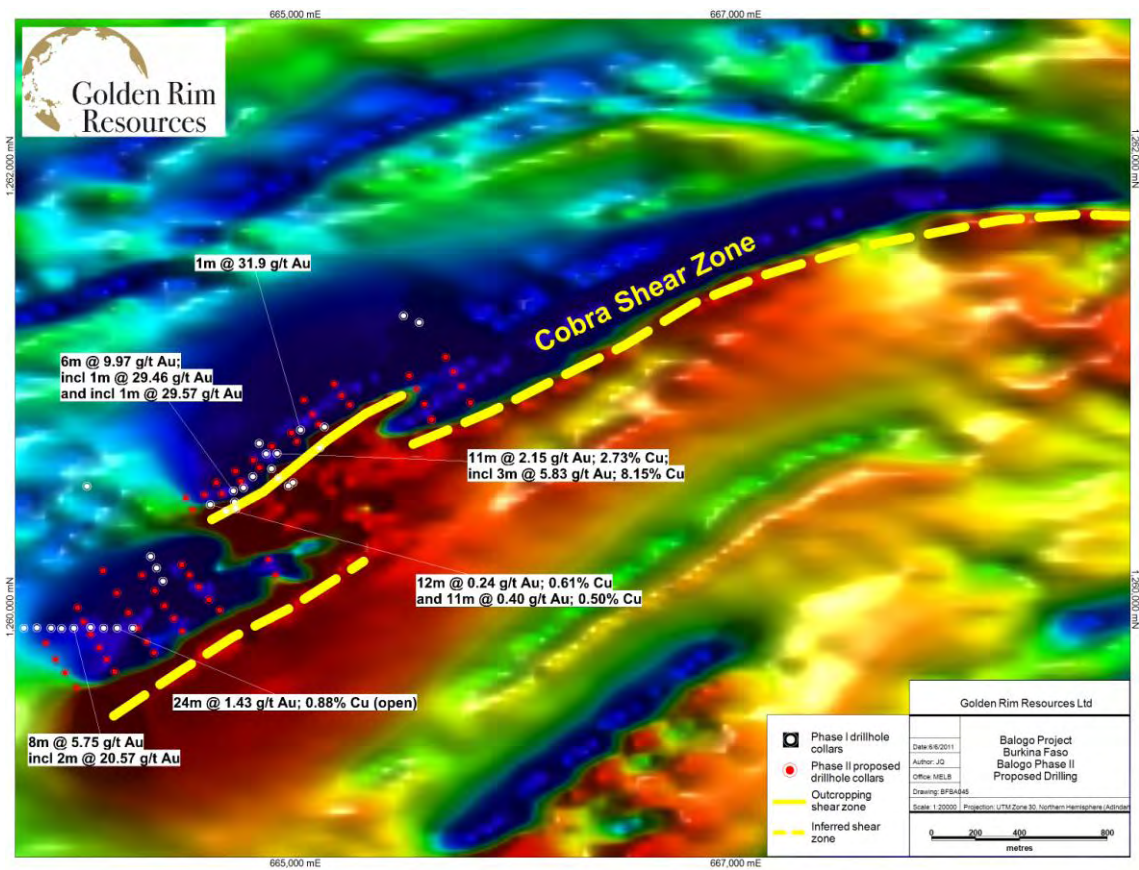 665,000 mE
667,000 mE
Golden Rim
Resources
1,262,000 mN
1,262,000 mN
1m @ 31.9 g/t Au
Cobra Shear Zone
6m @ 9.97 g/t Au;
incl 1m @ 29.46 g/t Au
and incl 1m @ 29.57 g/t Au
11m @ 2.15 g/t Au; 2.73% Cu;
incl 3m @ 5.83 g/t Au; 8.15% Cu
12m @ 0.24 g/t Au; 0.61% Cu
and 11m @ 0.40 g/t Au; 0.50% Cu
1,260,000 mN
1,260,000 mN
24m @ 1.43 g/t Au; 0.88% Cu (open)
8m @ 5.75 g/t Au
incl 2m @ 20.57 g/t Au
Phase I drillhole
collars
Phase II proposed
drillhole collars
Outcropping
shear zone
Inferred shear
zone
Golden Rim Resources Ltd
Date:6/6/2011
Author: JQ
Office: MELB
Drawing: BFBA045
Balogo Project
Burkina Faso
Balogo Phase II
Proposed Drilling
Scale: 1:20000
Projection: UTM Zone 30, Northern Hemisphere (Adindan
0 200 400 800
metres
665,000 mE
667,000 mE